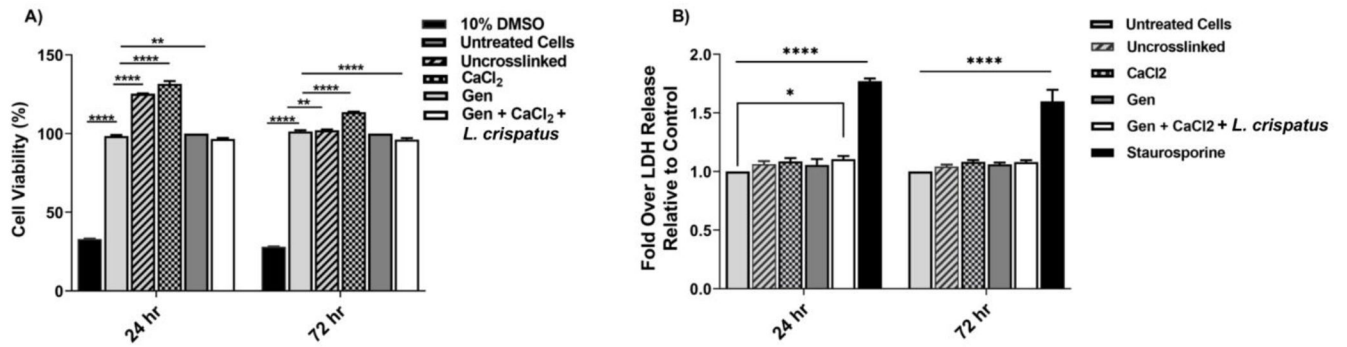 A)
10% DMSO
Untreated Cells
Uncrosslinked
CaCl2
Gen
Gen + CaCl2 +
L. crispatus
Cell Viability (%)
150
100
50
0
**
****
****
****
****
****
**
****
24 hr
72 hr
B)
Untreated Cells
Uncrosslinked
CaCl2
Gen
Gen + CaCl2 + L. crispatus
Staurosporine
Fold Over LDH Release
Relative to Control
2.0
1.5
1.0
0.5
0.0
****
*
****
24 hr
72 hr